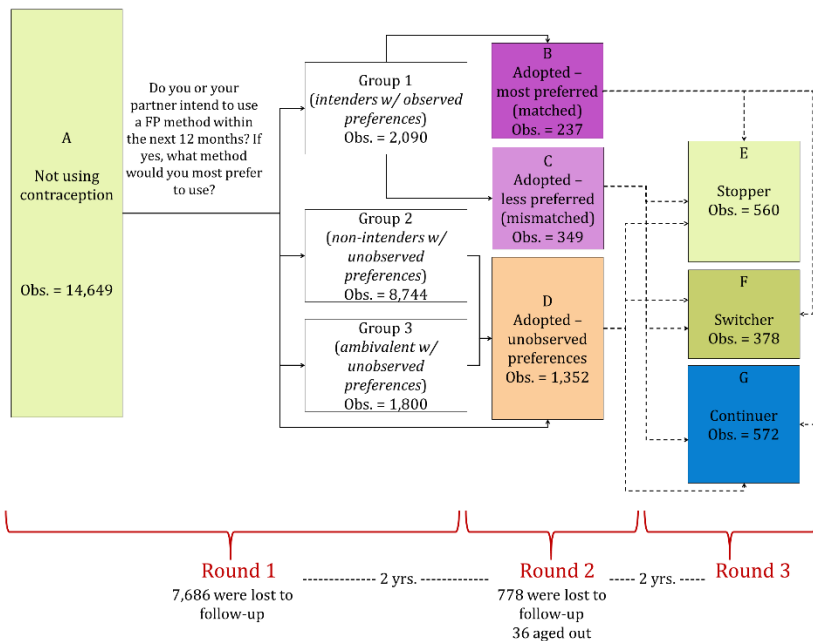 A
Not using
contraception
Obs. = 14,649
Do you or your
partner intend to use
a FP method within
the next 12 months? If
yes, what method
would you most prefer
to use?
Group 1
(intenders w/ observed
preferences)
Obs. = 2,090
Group 2
(non-intenders w/
unobserved
preferences)
Obs. = 8,744
Group 3
(ambivalent w/
unobserved
preferences)
Obs. = 1,800
B
Adopted –
most preferred
(matched)
Obs. = 237
C
Adopted –
less preferred
(mismatched)
Obs. = 349
D
Adopted –
unobserved
preferences
Obs. = 1,352
E
Stopper
Obs. = 560
F
Switcher
Obs. = 378
G
Continuer
Obs. = 572
Round 1
7,686 were lost to
follow-up
2 yrs.
Round 2
778 were lost to
follow-up
36 aged out
2 yrs.
Round 3